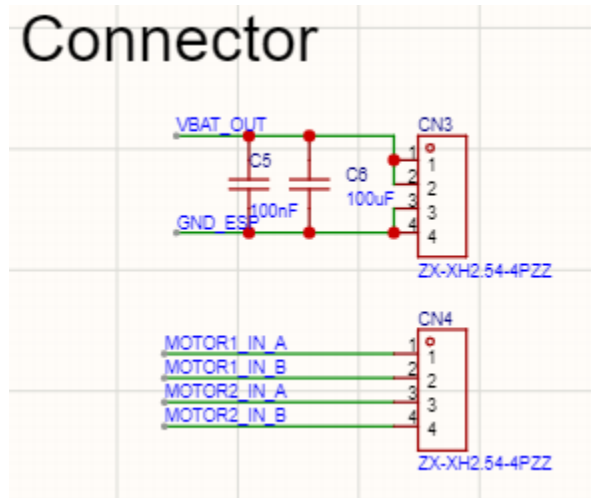 Connector
VBAT_OUT
CN3
C5
C6
1
1
2
2
100nF
100uF
3
3
GND_ESP
4
4
ZX-XH2.54-4PZZ
CN4
MOTOR1_IN_A
1
1
MOTOR1_IN_B
2
2
MOTOR2_IN_A
3
3
MOTOR2_IN_B
4
4
ZX-XH2.54-4PZZ